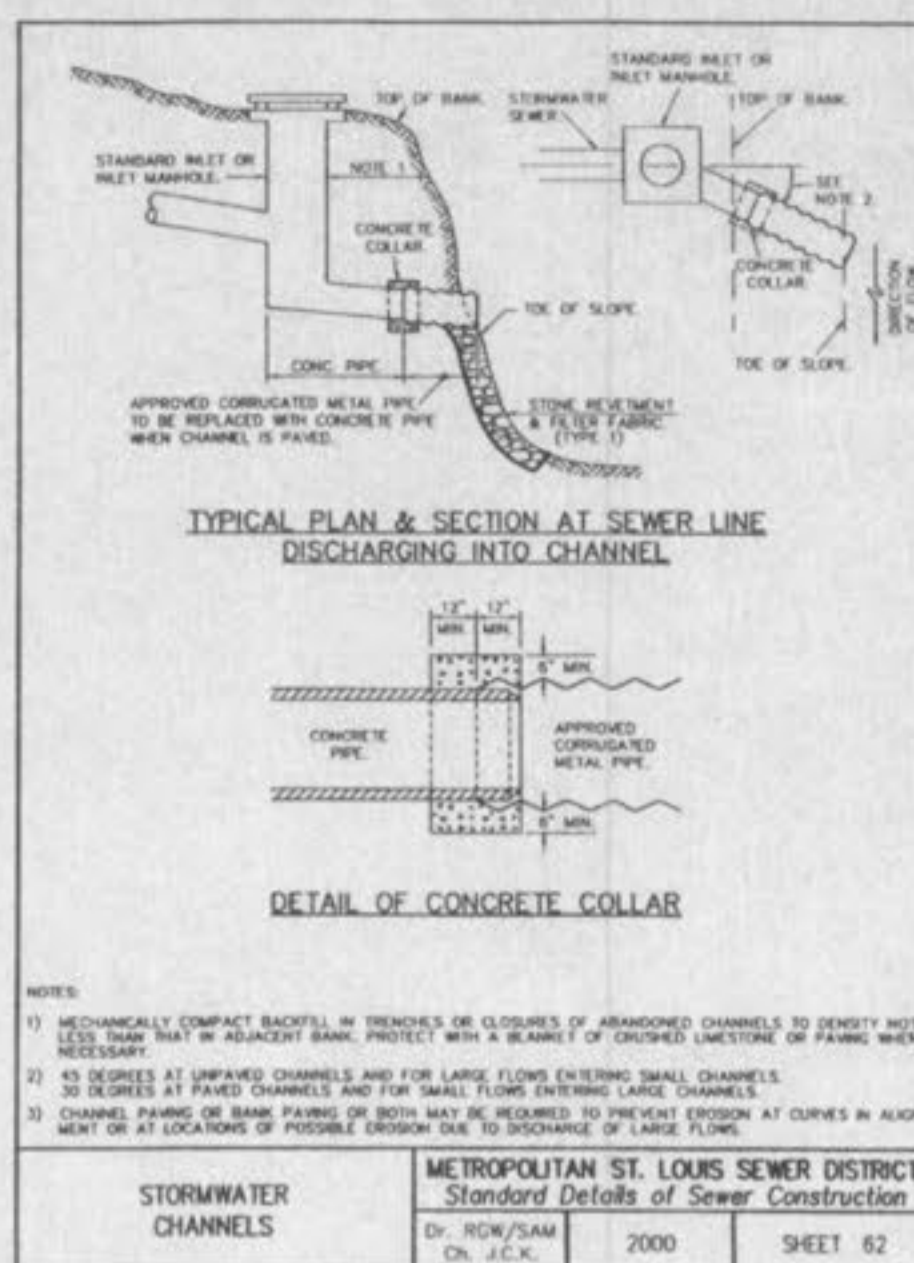 STANDARD INLET OR
INLET MANHOLE.
TOP OF BANK.
STORMWATER
SEWER
TOP OF BANK.
STANDARD INLET OR
INLET MANHOLE.
NOTE 1
SEE
NOTE 2.
CONCRETE
COLLAR.
CONCRETE
COLLAR.
DIRECTION
OF FLOW
TOE OF SLOPE.
TOE OF SLOPE.
CONC. PIPE
APPROVED CORRUGATED METAL PIPE
TO BE REPLACED WITH CONCRETE PIPE
WHEN CHANNEL IS PAVED.
STONE REVETMENT
& FILTER FABRIC
(TYPE 1)
TYPICAL PLAN & SECTION AT SEWER LINE
DISCHARGING INTO CHANNEL
12" 12"
MIN. MIN.
6" MIN.
CONCRETE
PIPE.
APPROVED
CORRUGATED
METAL PIPE.
6" MIN.
DETAIL OF CONCRETE COLLAR
NOTES:
1) MECHANICALLY COMPACT BACKFILL IN TRENCHES OR CLOSURES OF ABANDONED CHANNELS TO DENSITY NOT
LESS THAN THAT IN ADJACENT BANK. PROTECT WITH A BLANKET OF CRUSHED LIMESTONE OR PAVING WHEN
NECESSARY.
2) 45 DEGREES AT UNPAVED CHANNELS AND FOR LARGE FLOWS ENTERING SMALL CHANNELS.
30 DEGREES AT PAVED CHANNELS AND FOR SMALL FLOWS ENTERING LARGE CHANNELS.
3) CHANNEL PAVING OR BANK PAVING OR BOTH MAY BE REQUIRED TO PREVENT EROSION AT CURVES IN ALIGN-
MENT OR AT LOCATIONS OF POSSIBLE EROSION DUE TO DISCHARGE OF LARGE FLOWS.
STORMWATER
CHANNELS
METROPOLITAN ST. LOUIS SEWER DISTRICT
Standard Details of Sewer Construction
Dr. RGW/SAM
Ch. J.C.K.
2000
SHEET 62